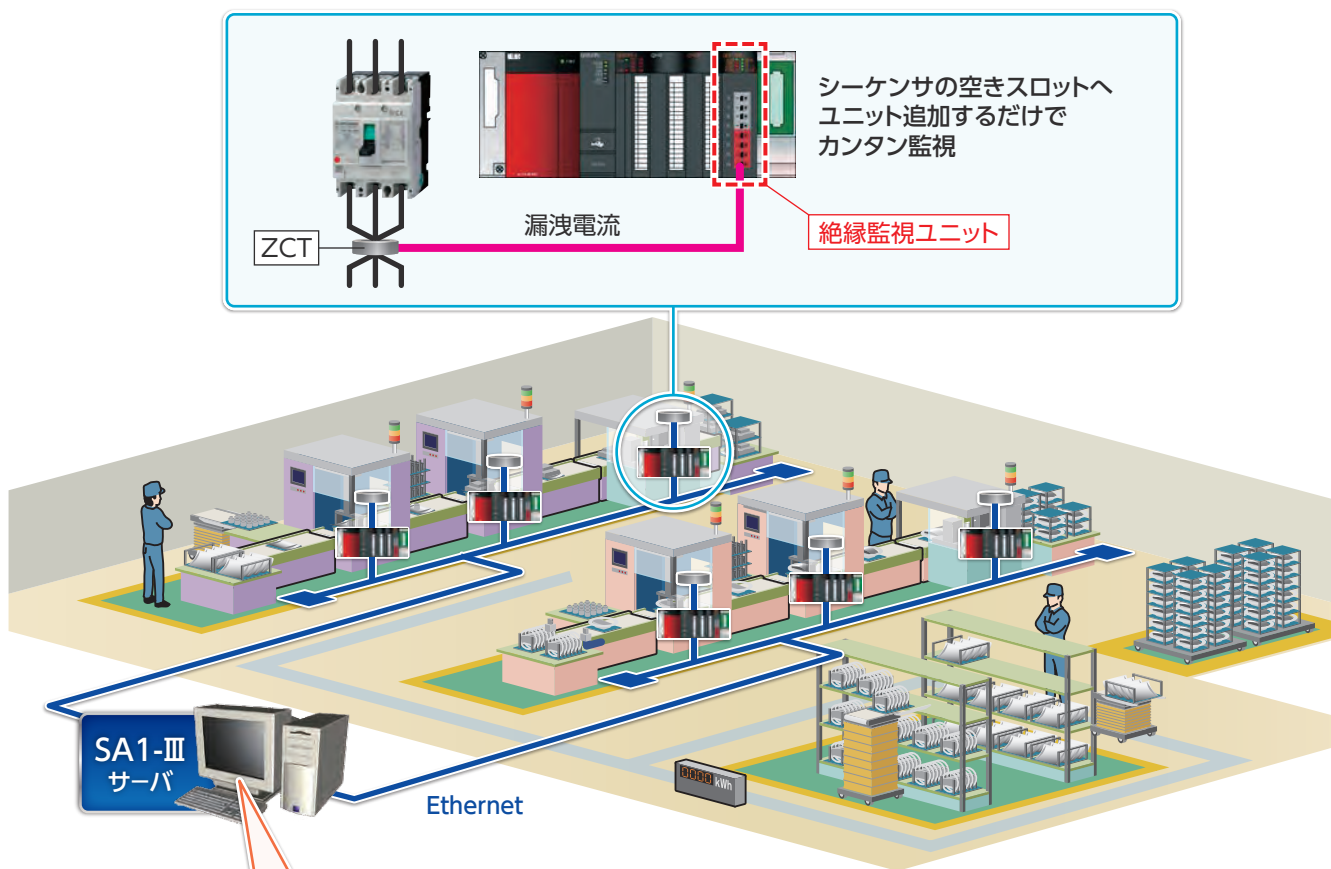 シーケンサの空きスロットへ
ユニット追加するだけで
カンタン監視
漏洩電流
絶縁監視ユニット
ZCT
SA1-Ⅲ
サーバ
0000 kWh
Ethernet